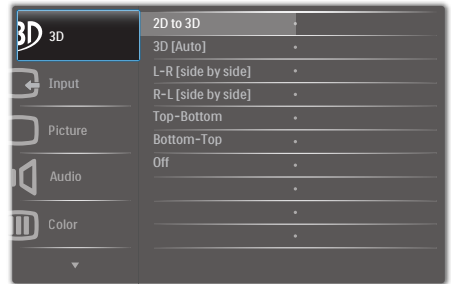 3D 3D
Input
Picture
Audio
Color
2D to 3D
3D [Auto]
L-R [side by side]
R-L [side by side]
Top-Bottom
Bottom-Top
Off